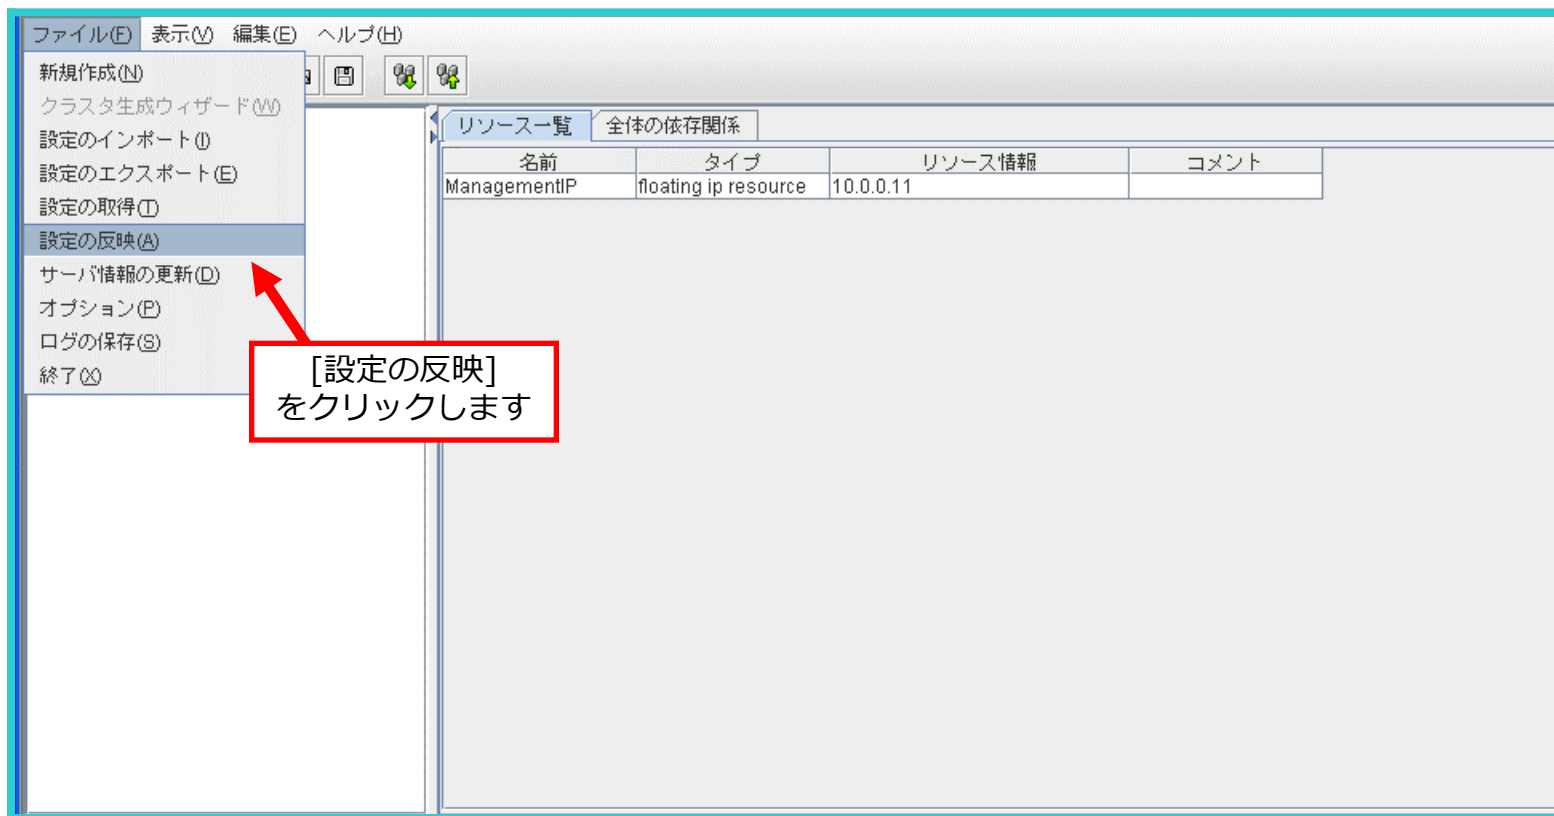 ファイル(F) 表示(V) 編集(E) ヘルプ(H)
新規作成(N)
クラスタ生成ウィザード(W)
設定のインポート(I)
設定のエクスポート(E)
設定の取得(T)
設定の反映(A)
サーバ情報の更新(D)
オプション(P)
ログの保存(S)
終了(X)
[設定の反映]
をクリックします
リソース一覧 全体の依存関係
名前 タイプ リソース情報 コメント
ManagementIP floating ip resource 10.0.0.11